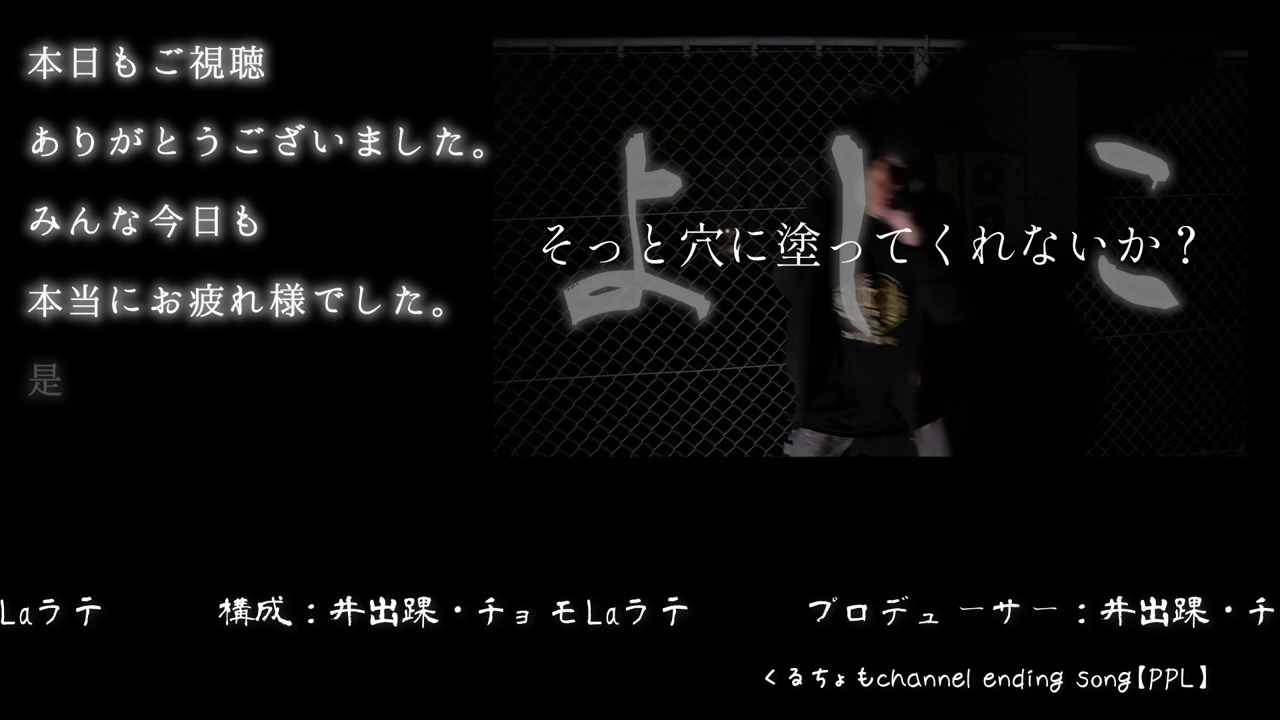 本日もご視聴
ありがとうございました。
みんな今日も
本当にお疲れ様でした。
是
よしこ
そっと穴に塗ってくれないか？
Laラテ 構成：井出踝・チョモLaラテ プロデューサー：井出踝・チ
くるちょもchannel ending song【PPL】